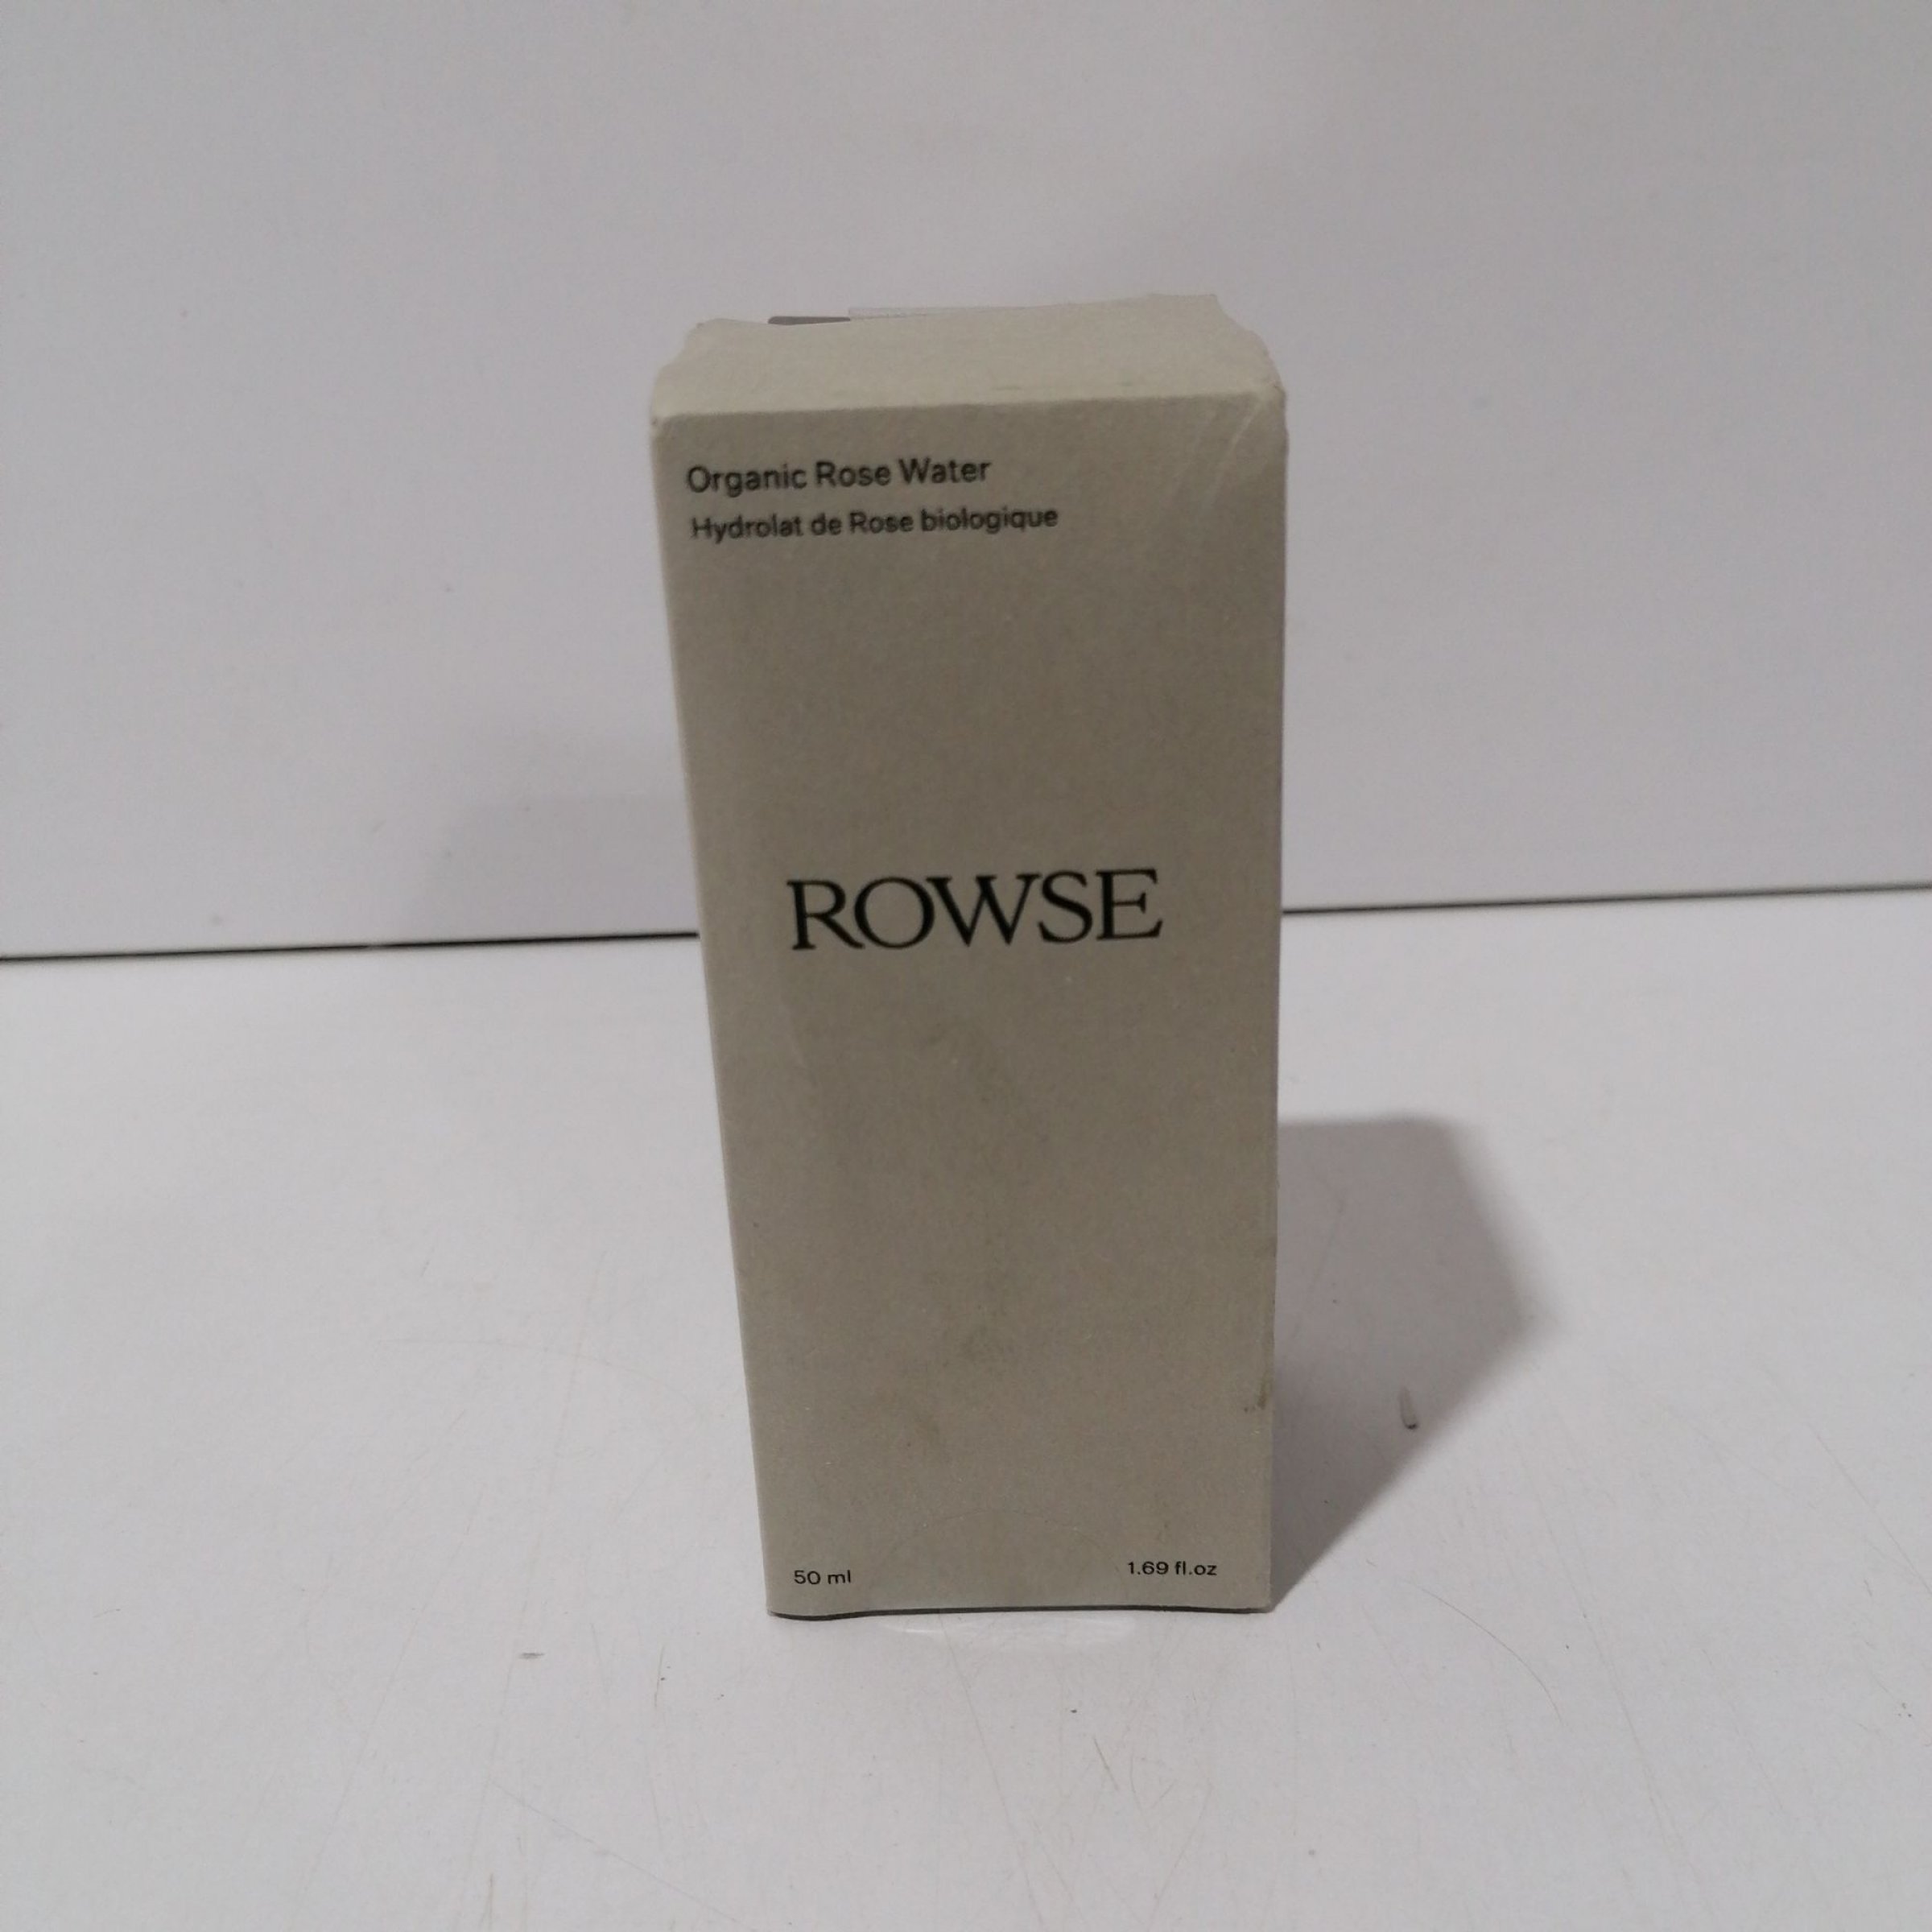 Organic Rose Water
Hydrolat de Rose biologique
ROWSE
50 ml 1.69 fl.oz